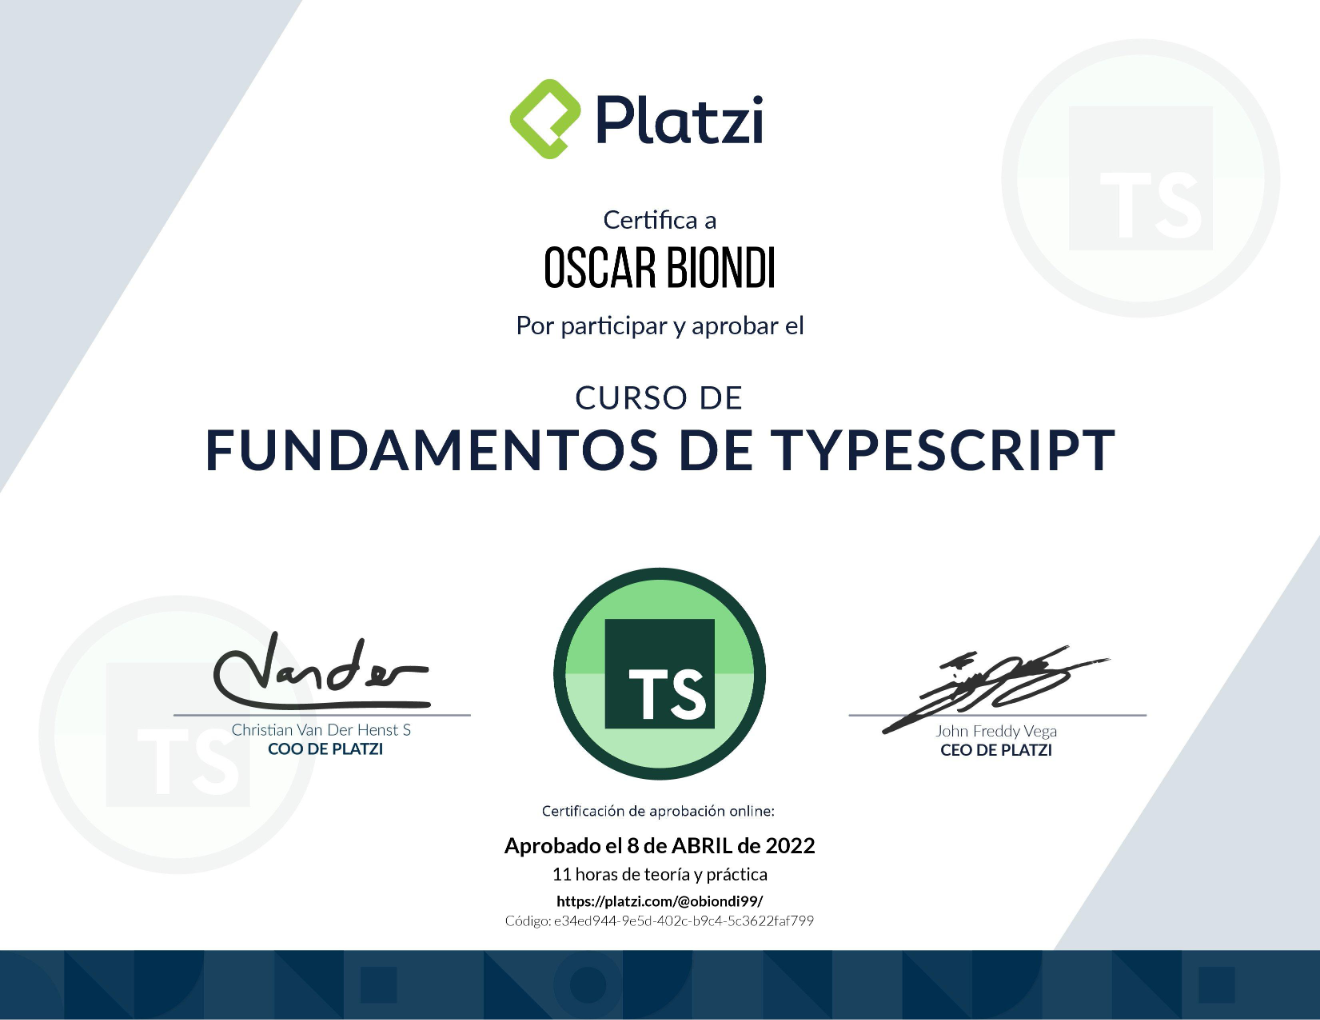 Platzi
TS
Certifica a
OSCAR BIONDI
Por participar y aprobar el
CURSO DE
FUNDAMENTOS DE TYPESCRIPT
Vander
TS
TS
Christian Van Der Henst S
COO DE PLATZI
John Freddy Vega
CEO DE PLATZI
Certificación de aprobación online:
Aprobado el 8 de ABRIL de 2022
11 horas de teoría y práctica
https://platzi.com/@obiondi99/
Código: e34ed944-9e5d-402c-b9c4-5c3622faf799